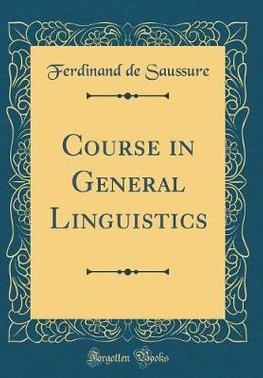 Ferdinand de Saussure
Course in
General
Linguistics
Forgotten Books